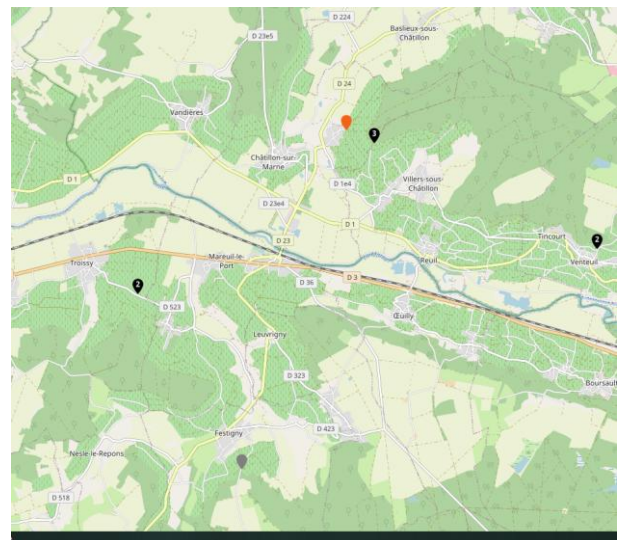 D 224
Baslieux-sous-
Châtillon
D 23e5
D 24
Vandières
3
Châtillon-sur-
Marne
Villers-sous-
Châtillon
D 1
D 1e4
D 23e4
D 1
Tincourt
2
D 23
Mareuil-le-
Port
Reuil
Venteuil
Troissy
D 3
2
D 36
D 523
Œuilly
Leuvrigny
D 323
Boursault
D 423
Festigny
Nesle-le-Repons
D 518